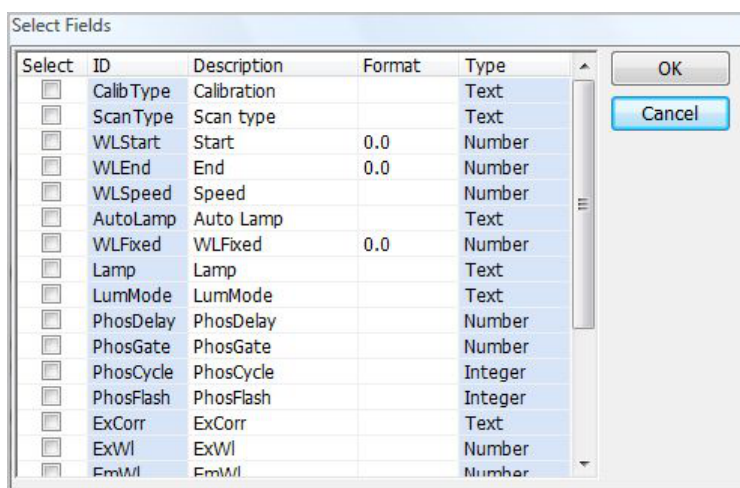 Select Fields
Select ID Description Format Type
CalibType Calibration Text
ScanType Scan type Text
WLStart Start 0.0 Number
WLEnd End 0.0 Number
WLSpeed Speed Number
AutoLamp Auto Lamp Text
WLFixed WLFixed 0.0 Number
Lamp Lamp Text
LumMode LumMode Text
PhosDelay PhosDelay Number
PhosGate PhosGate Number
PhosCycle PhosCycle Integer
PhosFlash PhosFlash Integer
ExCorr ExCorr Text
ExWl ExWl Number
EmWl EmWl Number
OK
Cancel